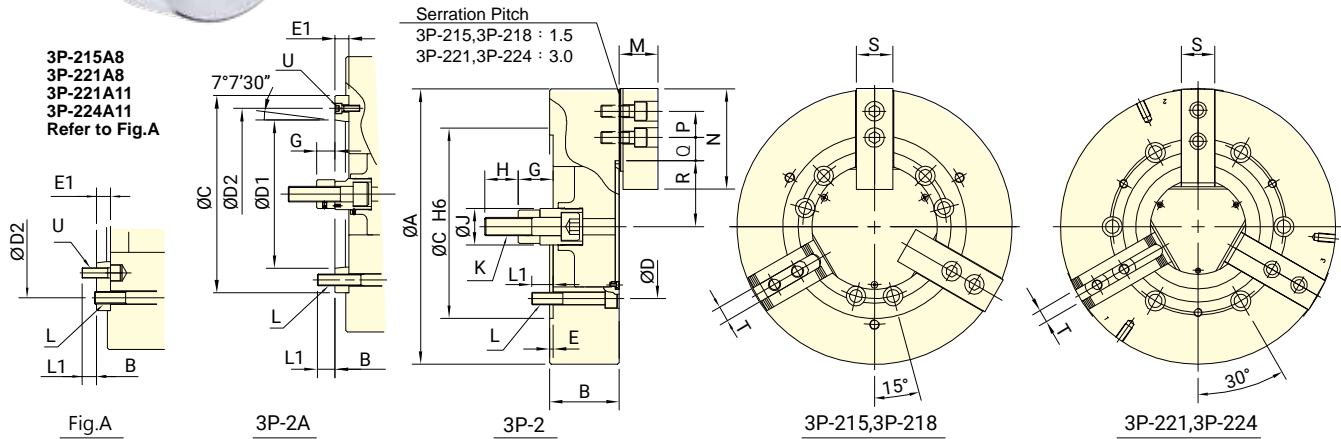 Serration Pitch
3P-215,3P-218 : 1.5
3P-221,3P-224 : 3.0
3P-215A8
3P-221A8
3P-221A11
3P-224A11
Refer to Fig.A
E1
U
ØD2
L
L1
B
Fig.A
E1
U
7°7'30"
G
ØC
ØD2
ØD1
L
L1
B
3P-2A
M
ØA
ØC H6
H
G
ØJ
K
L1
L
E
B
P
Q
R
N
ØD
3P-2
S
T
15°
3P-215,3P-218
S
2
3
1
T
30°
3P-221,3P-224